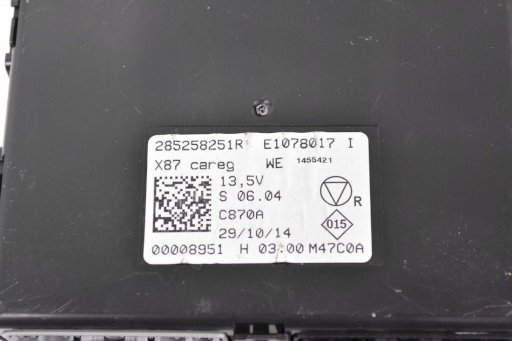 285258251R E1078017 I
X87 careg WE 1455421
13,5V
S 06.04
R
C870A
015
29/10/14
00008951 H 03:00 M47C0A